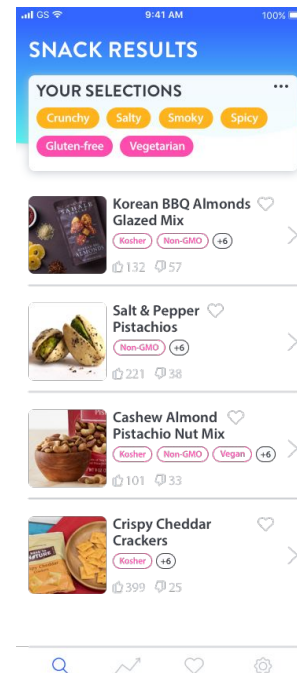 GS 9:41 AM 100%
SNACK RESULTS
YOUR SELECTIONS
Crunchy Salty Smoky Spicy
Gluten-free Vegetarian
Korean BBQ Almonds
Glazed Mix
Kosher Non-GMO +6
132 57
Salt & Pepper
Pistachios
Non-GMO +6
221 38
Cashew Almond
Pistachio Nut Mix
Kosher Non-GMO Vegan +6
101 33
Crispy Cheddar
Crackers
Kosher +6
399 25